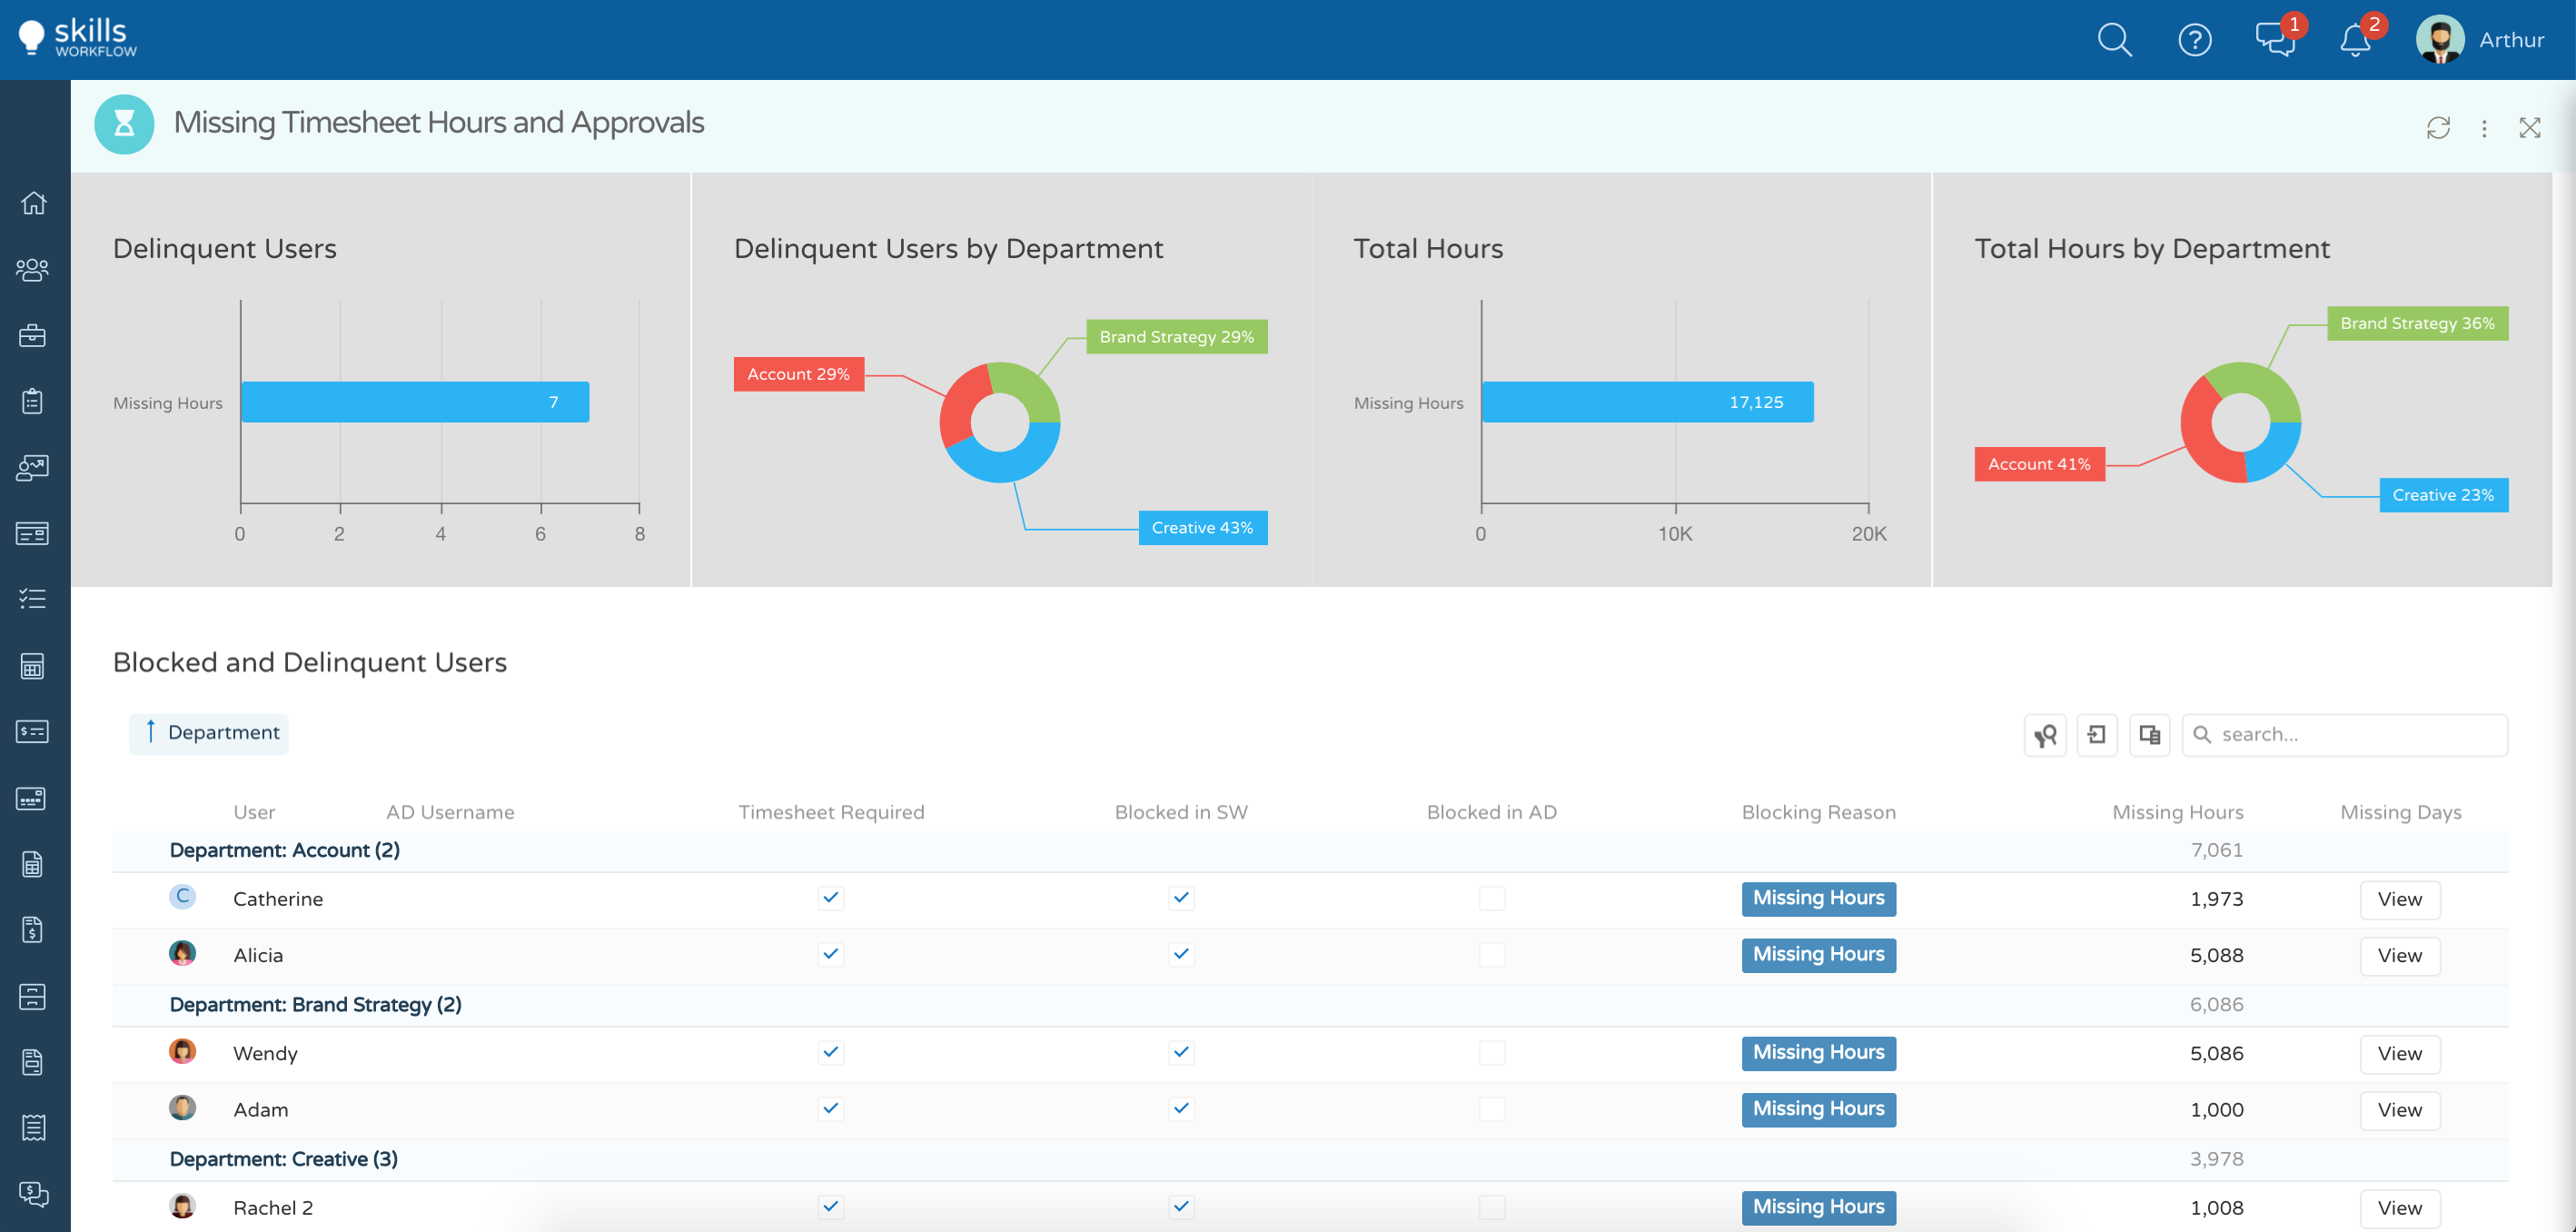 skills
WORKFLOW
1
2
Arthur
Missing Timesheet Hours and Approvals
Delinquent Users
Missing Hours
7
0 2 4 6 8
Delinquent Users by Department
Brand Strategy 29%
Account 29%
Creative 43%
Total Hours
Missing Hours
17,125
0 10K 20K
Total Hours by Department
Brand Strategy 36%
Account 41%
Creative 23%
Blocked and Delinquent Users
Department
search...
User AD Username Timesheet Required Blocked in SW Blocked in AD Blocking Reason Missing Hours Missing Days
Department: Account (2) 7,061
C Catherine Missing Hours 1,973 View
Alicia Missing Hours 5,088 View
Department: Brand Strategy (2) 6,086
Wendy Missing Hours 5,086 View
Adam Missing Hours 1,000 View
Department: Creative (3) 3,978
Rachel 2 Missing Hours 1,008 View